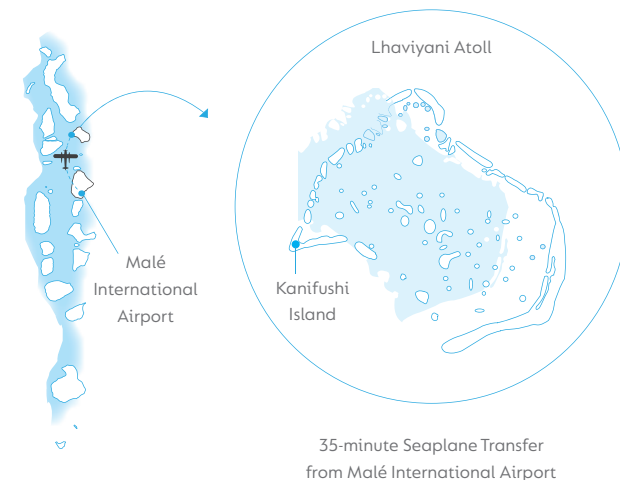 Lhaviyani Atoll
Malé
International
Airport
Kanifushi
Island
35-minute Seaplane Transfer
from Malé International Airport